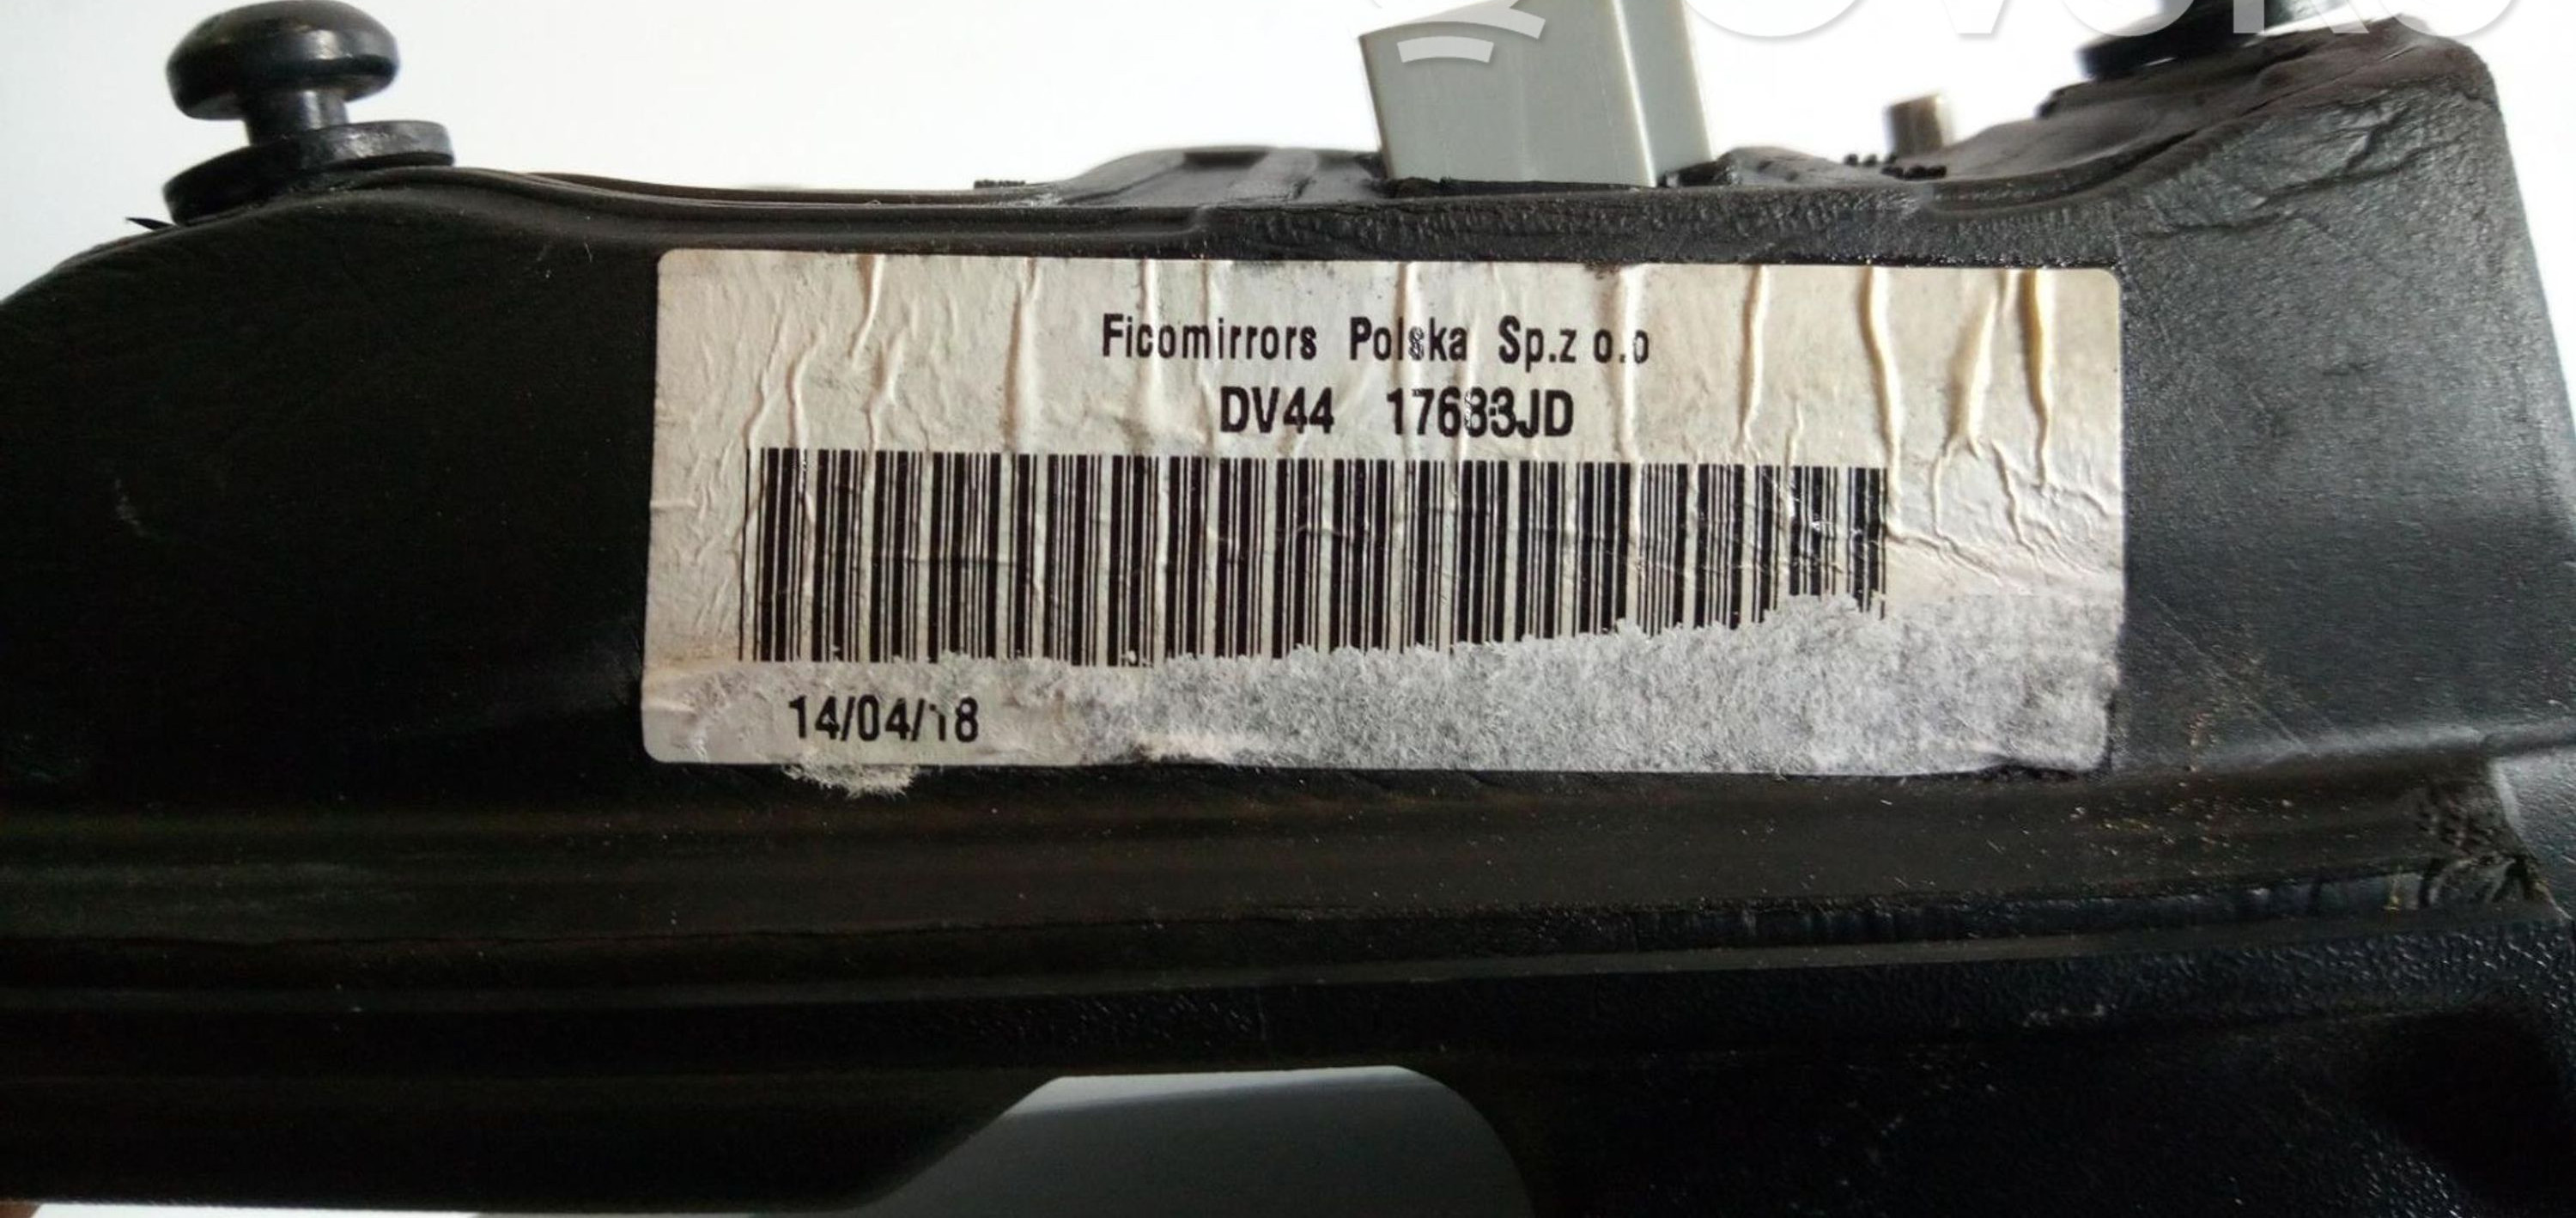 Ficomirrors Polska Sp.z o.o
DV44 17683JD
14/04/18